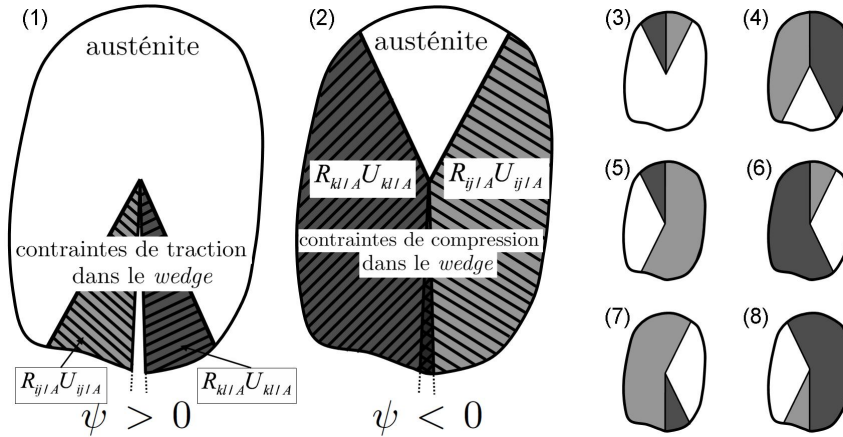 (1)
austénite
contraintes de traction
dans le wedge
R_{ij/A}U_{ij/A}
R_{kl/A}U_{kl/A}
ψ > 0
(2)
austénite
R_{kl/A}U_{kl/A}
R_{ij/A}U_{ij/A}
contraintes de compression
dans le wedge
ψ < 0
(3)
(4)
(5)
(6)
(7)
(8)